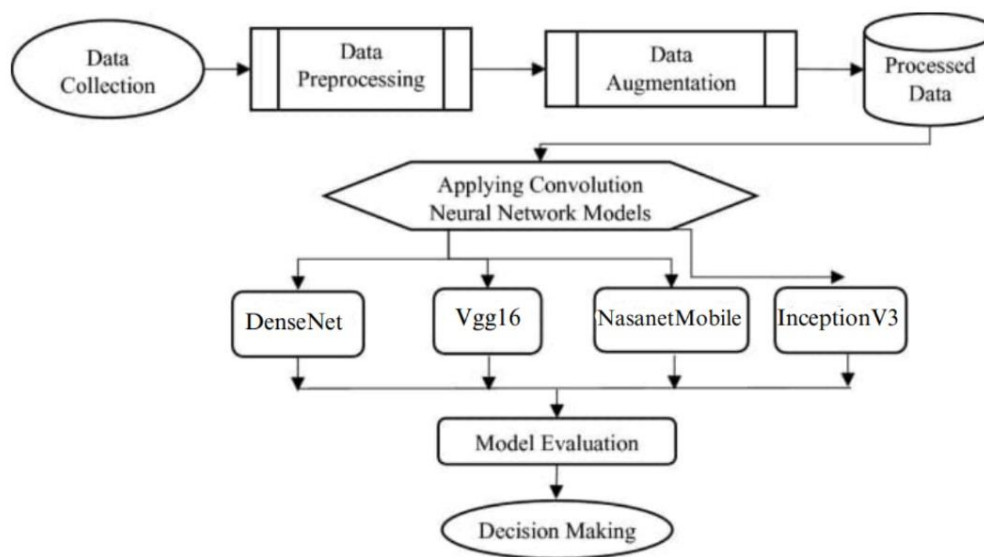 Data
Collection
Data
Preprocessing
Data
Augmentation
Processed
Data
Applying Convolution
Neural Network Models
DenseNet
Vgg16
NasanetMobile
InceptionV3
Model Evaluation
Decision Making